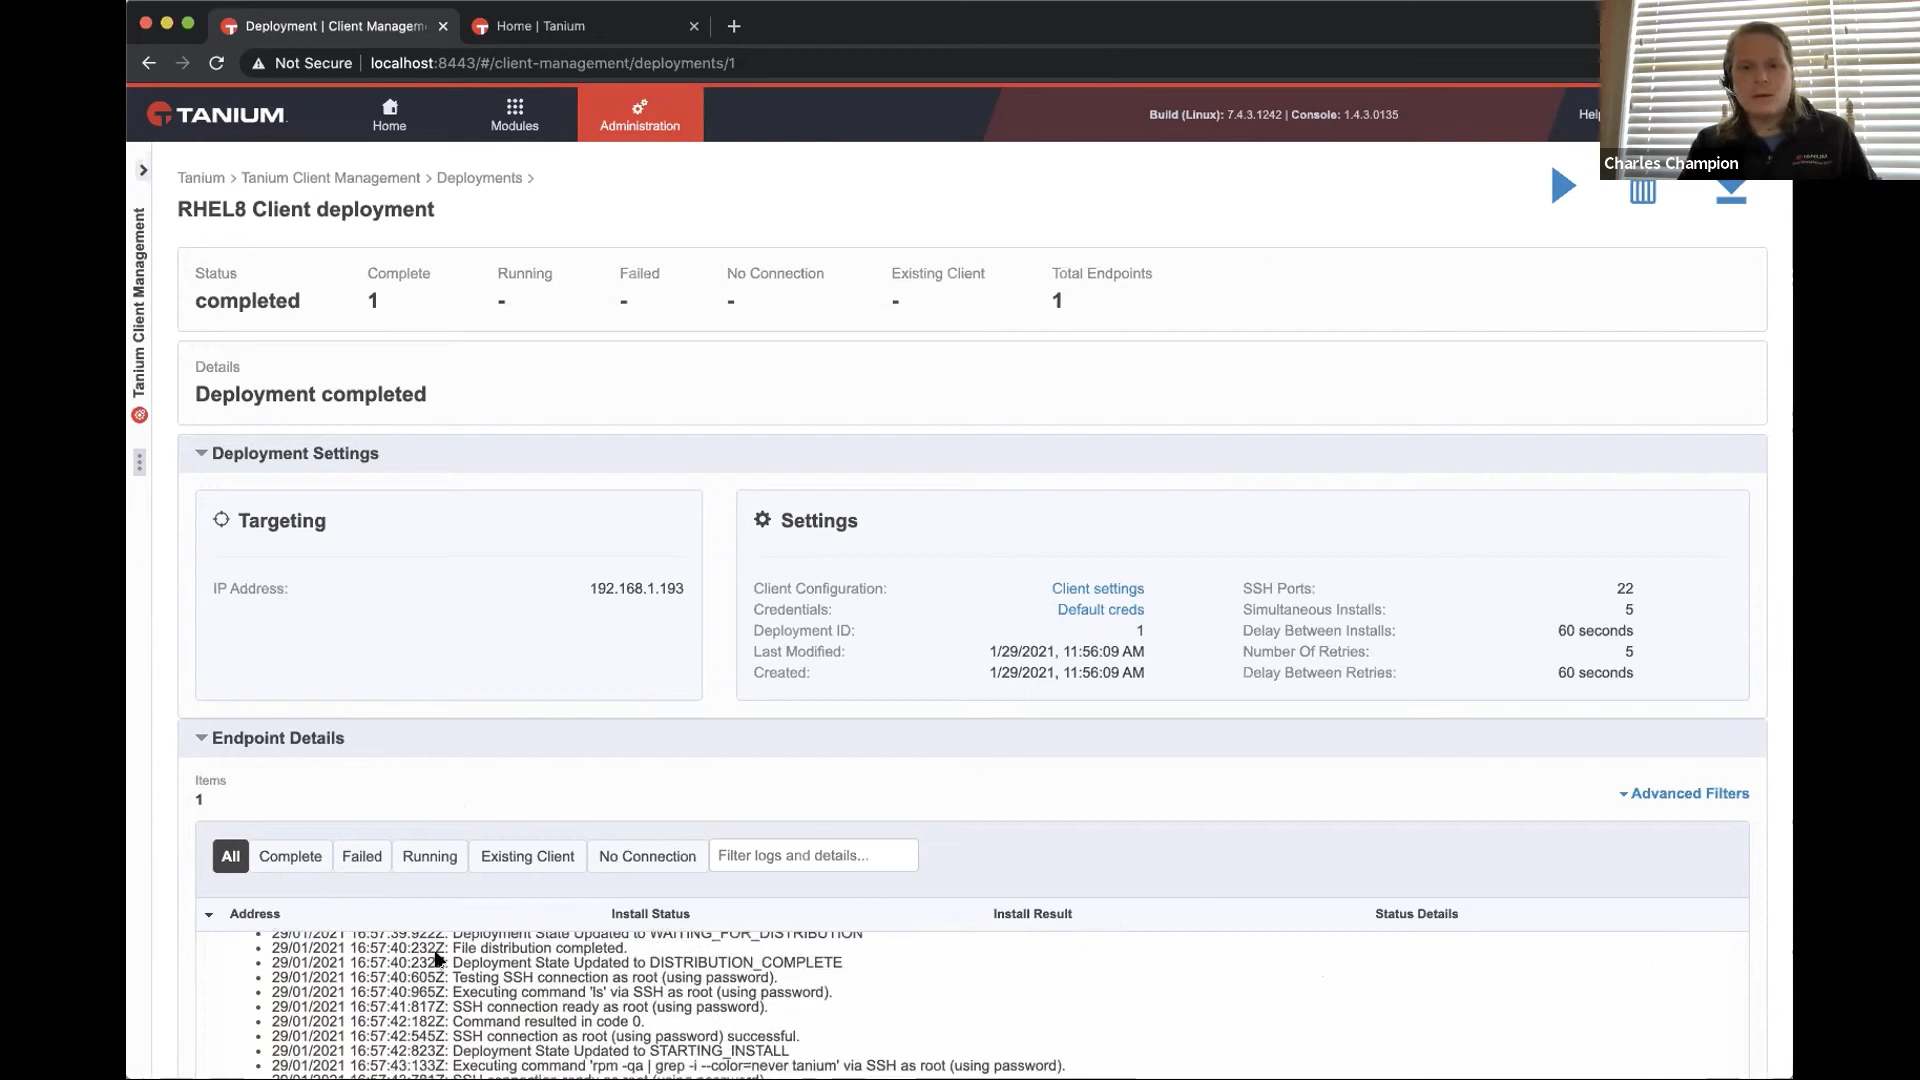 Deployment | Client Managem
Home | Tanium
Not Secure
localhost:8443/#/client-management/deployments/1
TANIUM
Home
Modules
Administration
Build (Linux): 7.4.3.1242 | Console: 1.4.3.0135
Help
Charles Champion
Tanium Client Management
Tanium > Tanium Client Management > Deployments >
RHEL8 Client deployment
Status
completed
Complete
1
Running
-
Failed
-
No Connection
-
Existing Client
-
Total Endpoints
1
Details
Deployment completed
Deployment Settings
Targeting
IP Address: 192.168.1.193
Settings
Client Configuration: Client settings
Credentials: Default creds
Deployment ID: 1
Last Modified: 1/29/2021, 11:56:09 AM
Created: 1/29/2021, 11:56:09 AM
SSH Ports: 22
Simultaneous Installs: 5
Delay Between Installs: 60 seconds
Number Of Retries: 5
Delay Between Retries: 60 seconds
Endpoint Details
Items
1
Advanced Filters
All Complete Failed Running Existing Client No Connection Filter logs and details...
Address Install Status Install Result Status Details
29/01/2021 16:57:39:922Z: Deployment State Updated to WAITING_FOR_DISTRIBUTION
29/01/2021 16:57:40:232Z: File distribution completed.
29/01/2021 16:57:40:232Z: Deployment State Updated to DISTRIBUTION_COMPLETE
29/01/2021 16:57:40:605Z: Testing SSH connection as root (using password).
29/01/2021 16:57:40:965Z: Executing command 'ls' via SSH as root (using password).
29/01/2021 16:57:41:817Z: SSH connection ready as root (using password).
29/01/2021 16:57:42:182Z: Command resulted in code 0.
29/01/2021 16:57:42:545Z: SSH connection as root (using password) successful.
29/01/2021 16:57:42:823Z: Deployment State Updated to STARTING_INSTALL
29/01/2021 16:57:43:133Z: Executing command 'rpm -qa | grep -i --color=never tanium' via SSH as root (using password).